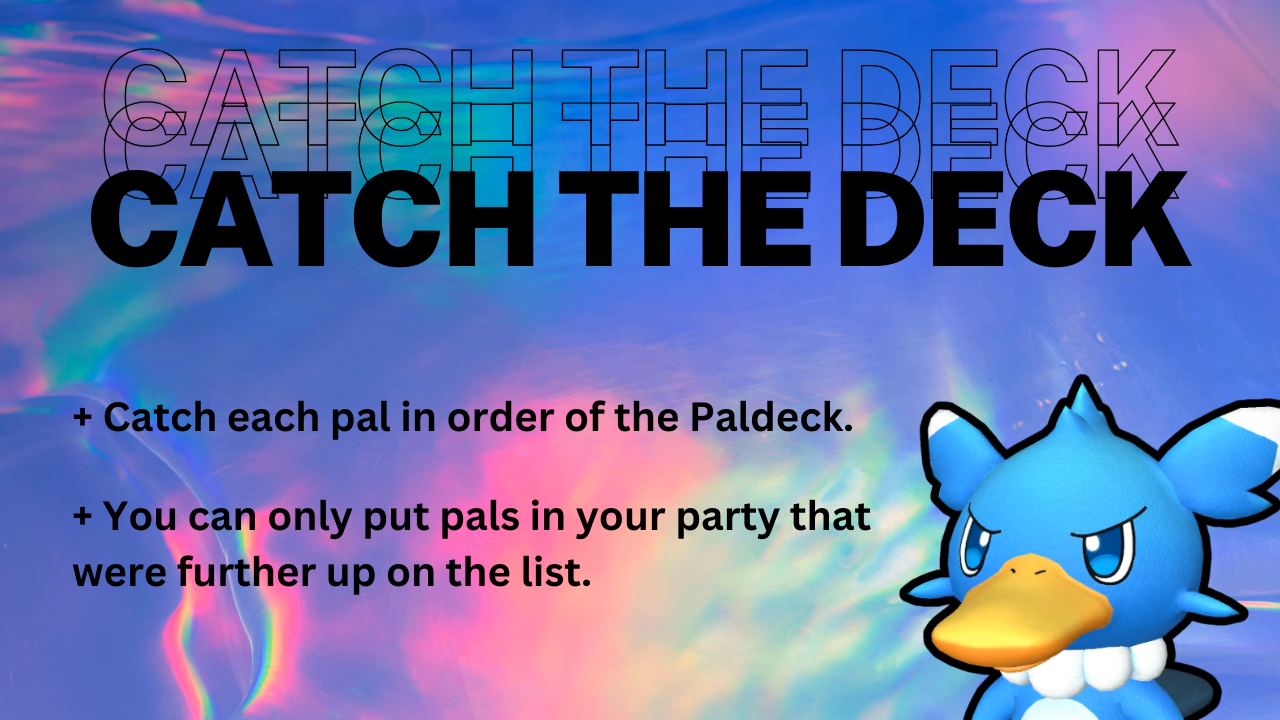 CATCH THE DECK
CATCH THE DECK
CATCH THE DECK
+ Catch each pal in order of the Paldeck.
+ You can only put pals in your party that
were further up on the list.